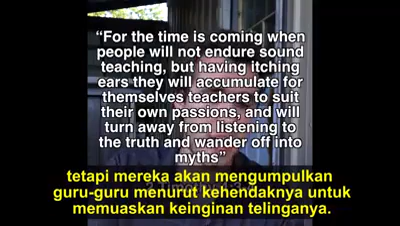 “For the time is coming when
people will not endure sound
teaching, but having itching
ears they will accumulate for
themselves teachers to suit
their own passions, and will
turn away from listening to
the truth and wander off into
myths”
tetapi mereka akan mengumpulkan
guru-guru menurut kehendaknya untuk
memuaskan keinginan telinganya.